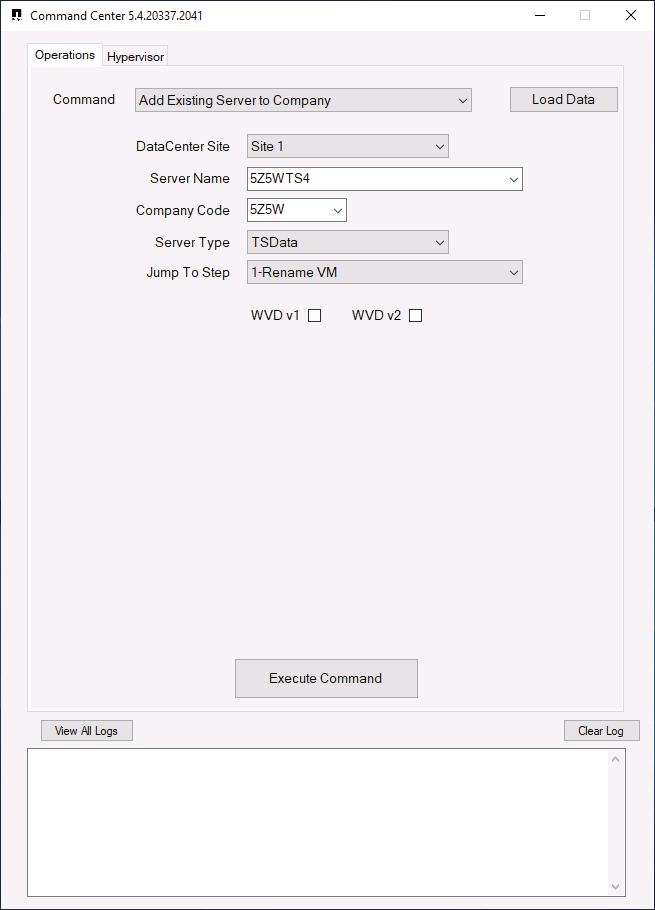 Command Center 5.4.20337.2041
Operations Hypervisor
Command Add Existing Server to Company Load Data
DataCenter Site Site 1
Server Name 5Z5WTS4
Company Code 5Z5W
Server Type TSData
Jump To Step 1-Rename VM
WVD v1 WVD v2
Execute Command
View All Logs Clear Log